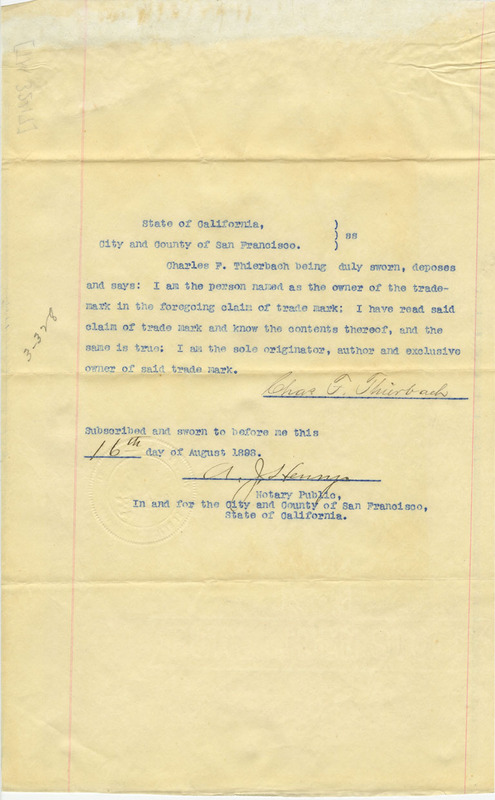 State of California,
} ss
City and County of San Francisco.
Charles F. Thierbach being duly sworn, deposes
and says: I am the person named as the owner of the trade-
mark in the foregoing claim of trade mark; I have read said
claim of trade mark and know the contents thereof, and the
same is true; I am the sole originator, author and exclusive
owner of said trade mark.
Chas F. Thierbach
3-328
Subscribed and sworn to before me this
16th day of August 1898.
A. J. Henry
Notary Public,
In and for the City and County of San Francisco,
State of California.